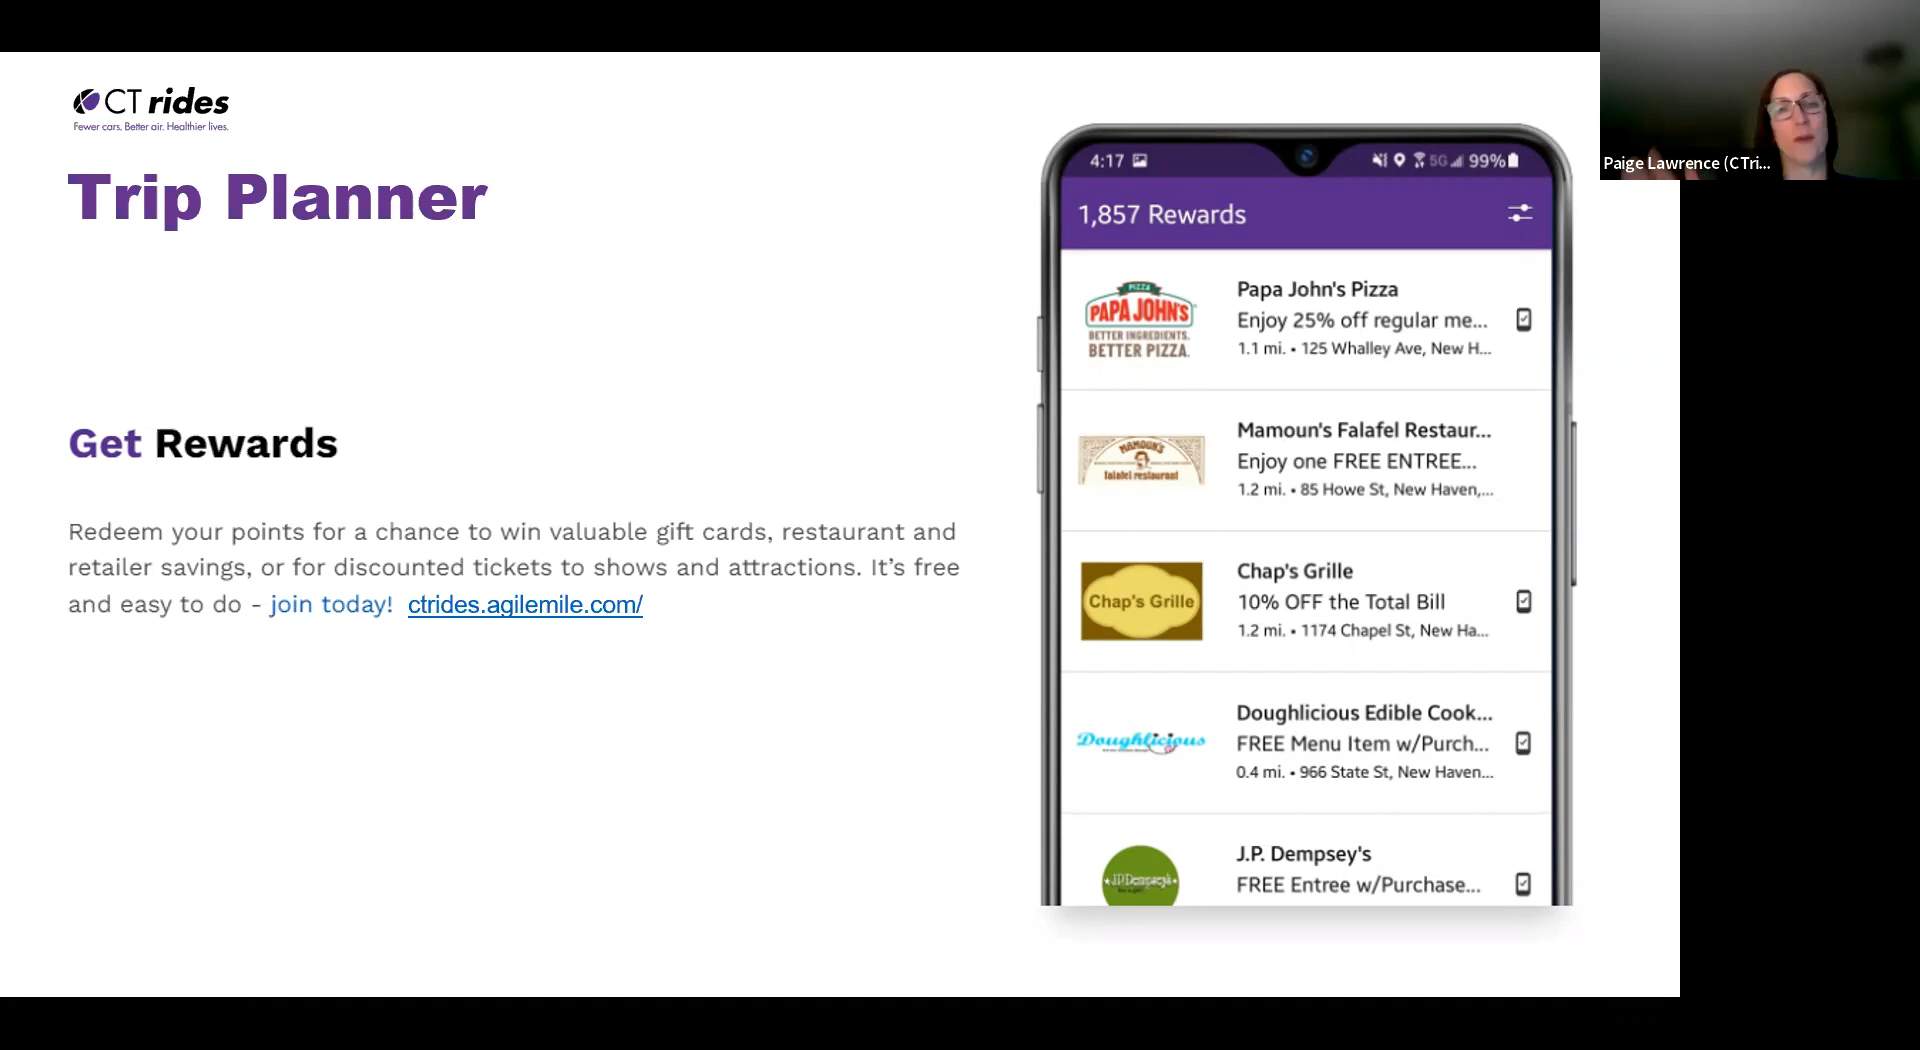 CT rides
Fewer cars. Better air. Healthier lives.
Trip Planner
Get Rewards
Redeem your points for a chance to win valuable gift cards, restaurant and
retailer savings, or for discounted tickets to shows and attractions. It’s free
and easy to do - join today! ctrides.agilemile.com/
4:17 5G 99%
1,857 Rewards
PIZZA
PAPA JOHN'S
BETTER INGREDIENTS.
BETTER PIZZA.
Papa John's Pizza
Enjoy 25% off regular me...
1.1 mi. • 125 Whalley Ave, New H...
MAMOUN'S
falafel restaurant
Mamoun's Falafel Restaur...
Enjoy one FREE ENTREE...
1.2 mi. • 85 Howe St, New Haven,...
Chap's Grille
Chap's Grille
10% OFF the Total Bill
1.2 mi. • 1174 Chapel St, New Ha...
Doughlicious
Doughlicious Edible Cook...
FREE Menu Item w/Purch...
0.4 mi. • 966 State St, New Haven...
J.P. Dempsey's
J.P. Dempsey's
FREE Entree w/Purchase...
Paige Lawrence (CTri...